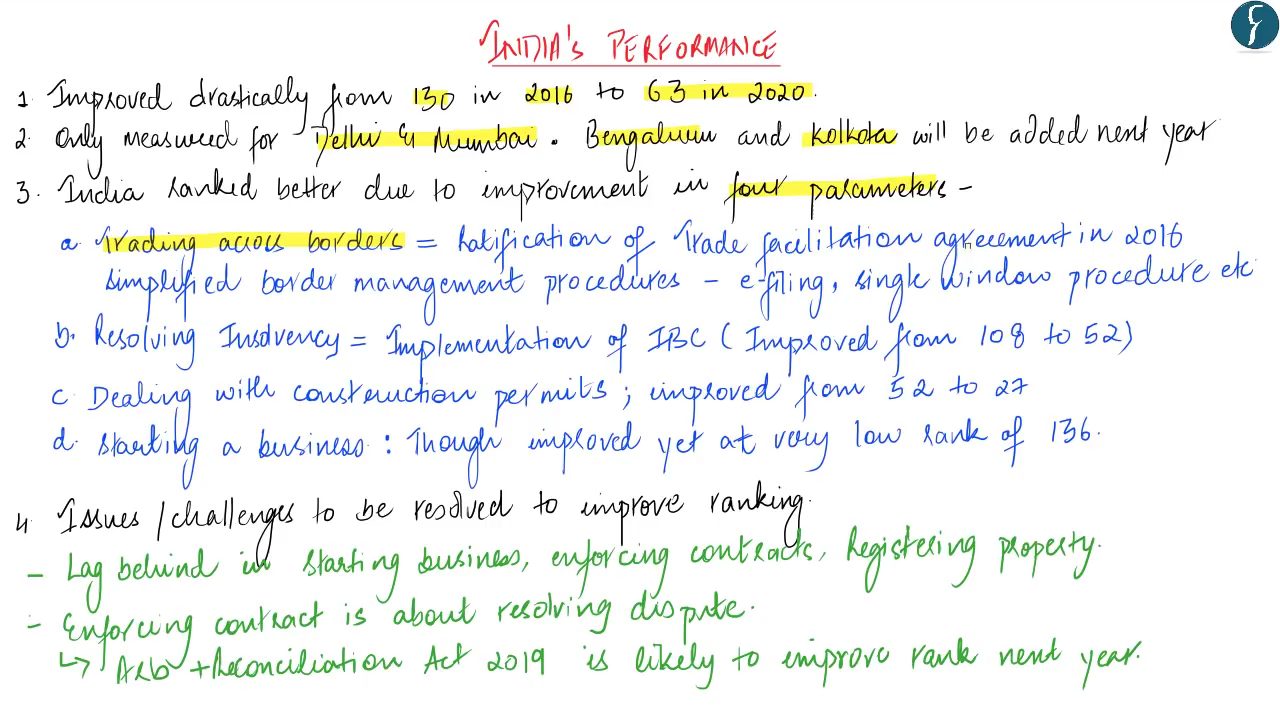 INDIA'S PERFORMANCE
1. Improved drastically from 130 in 2016 to 63 in 2020.
2. Only measured for Delhi & Mumbai. Bengaluru and Kolkota will be added next year
3. India ranked better due to improvement in four parameters -
a. Trading across borders = Ratification of Trade facilitation agreement in 2016
simplified border management procedures - e-filing, single window procedure etc
b. Resolving Insolvency = Implementation of IBC (Improved from 108 to 52)
c. Dealing with construction permits; improved from 52 to 27
d. Starting a business: Though improved yet at very low rank of 136.
4. Issues/challenges to be resolved to improve ranking.
- Lag behind in starting business, enforcing contracts, Registering property.
- Enforcing contract is about resolving dispute.
↳ Arb + Reconciliation Act 2019 is likely to improve rank next year.